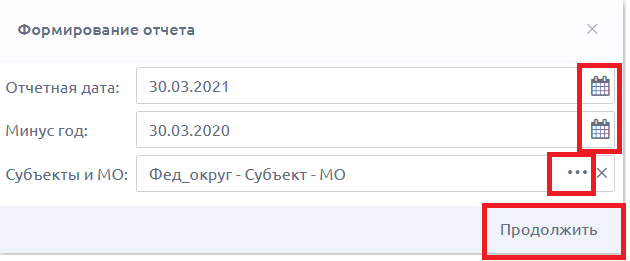 Формирование отчета
Отчетная дата: 30.03.2021
Минус год: 30.03.2020
Субъекты и МО: Фед_округ - Субъект - МО
Продолжить